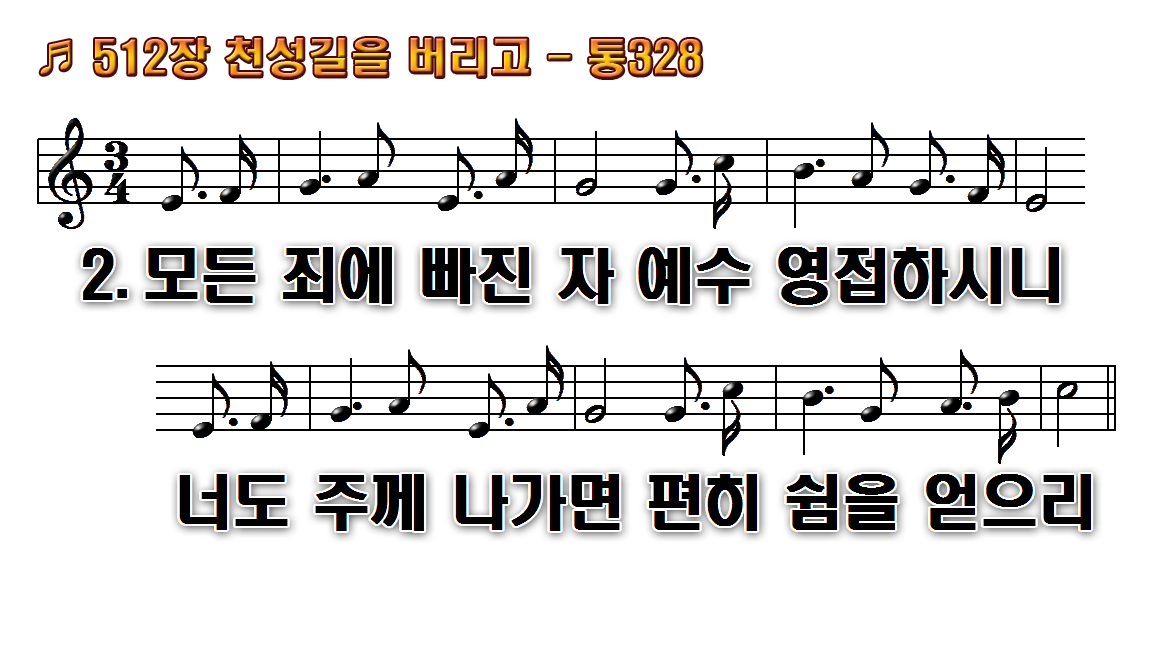 ♬ 512장 천성길을 버리고 - 통328
2. 모든 죄에 빠진 자 예수 영접하시니
너도 주께 나가면 편히 쉼을 얻으리